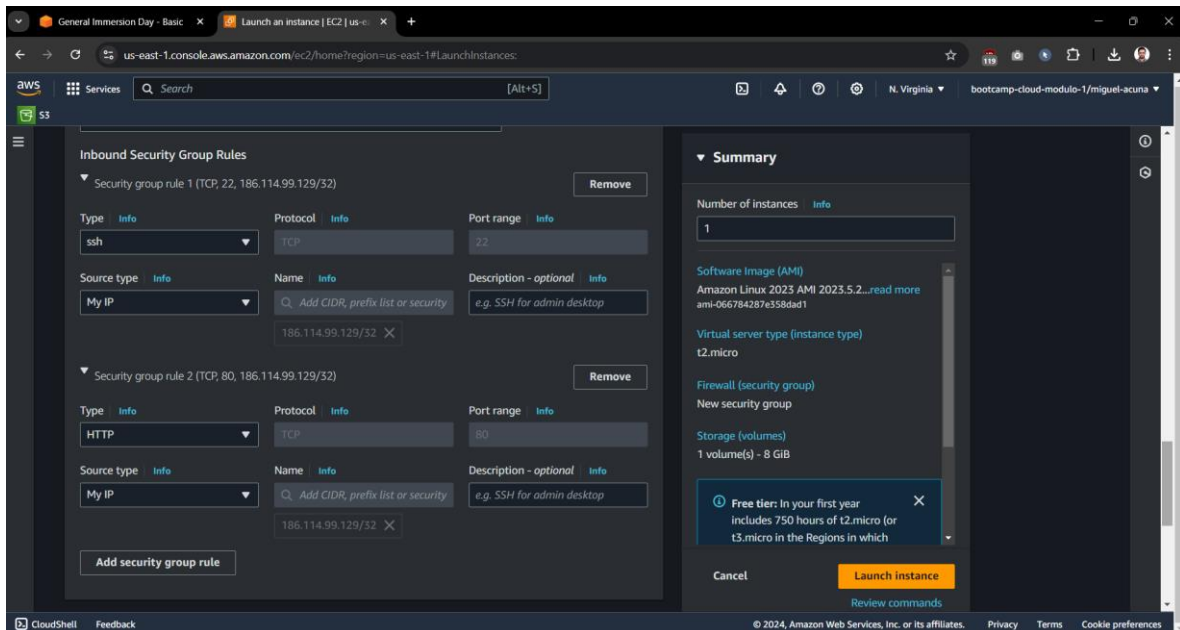 General Immersion Day - Basic
Launch an instance | EC2 | us-e
us-east-1.console.aws.amazon.com/ec2/home?region=us-east-1#LaunchInstances:
119
aws
Services
Search
[Alt+S]
N. Virginia
bootcamp-cloud-modulo-1/miguel-acuna
S3
Inbound Security Group Rules
Security group rule 1 (TCP, 22, 186.114.99.129/32)
Remove
Type Info
Protocol Info
Port range Info
ssh
TCP
22
Source type Info
Name Info
Description - optional Info
My IP
Add CIDR, prefix list or security
e.g. SSH for admin desktop
186.114.99.129/32
Security group rule 2 (TCP, 80, 186.114.99.129/32)
Remove
Type Info
Protocol Info
Port range Info
HTTP
TCP
80
Source type Info
Name Info
Description - optional Info
My IP
Add CIDR, prefix list or security
e.g. SSH for admin desktop
186.114.99.129/32
Add security group rule
Summary
Number of instances Info
1
Software Image (AMI)
Amazon Linux 2023 AMI 2023.5.2...read more
ami-066784287e358dad1
Virtual server type (instance type)
t2.micro
Firewall (security group)
New security group
Storage (volumes)
1 volume(s) - 8 GiB
Free tier: In your first year
includes 750 hours of t2.micro (or
t3.micro in the Regions in which
Cancel
Launch instance
Review commands
CloudShell
Feedback
© 2024, Amazon Web Services, Inc. or its affiliates.
Privacy
Terms
Cookie preferences